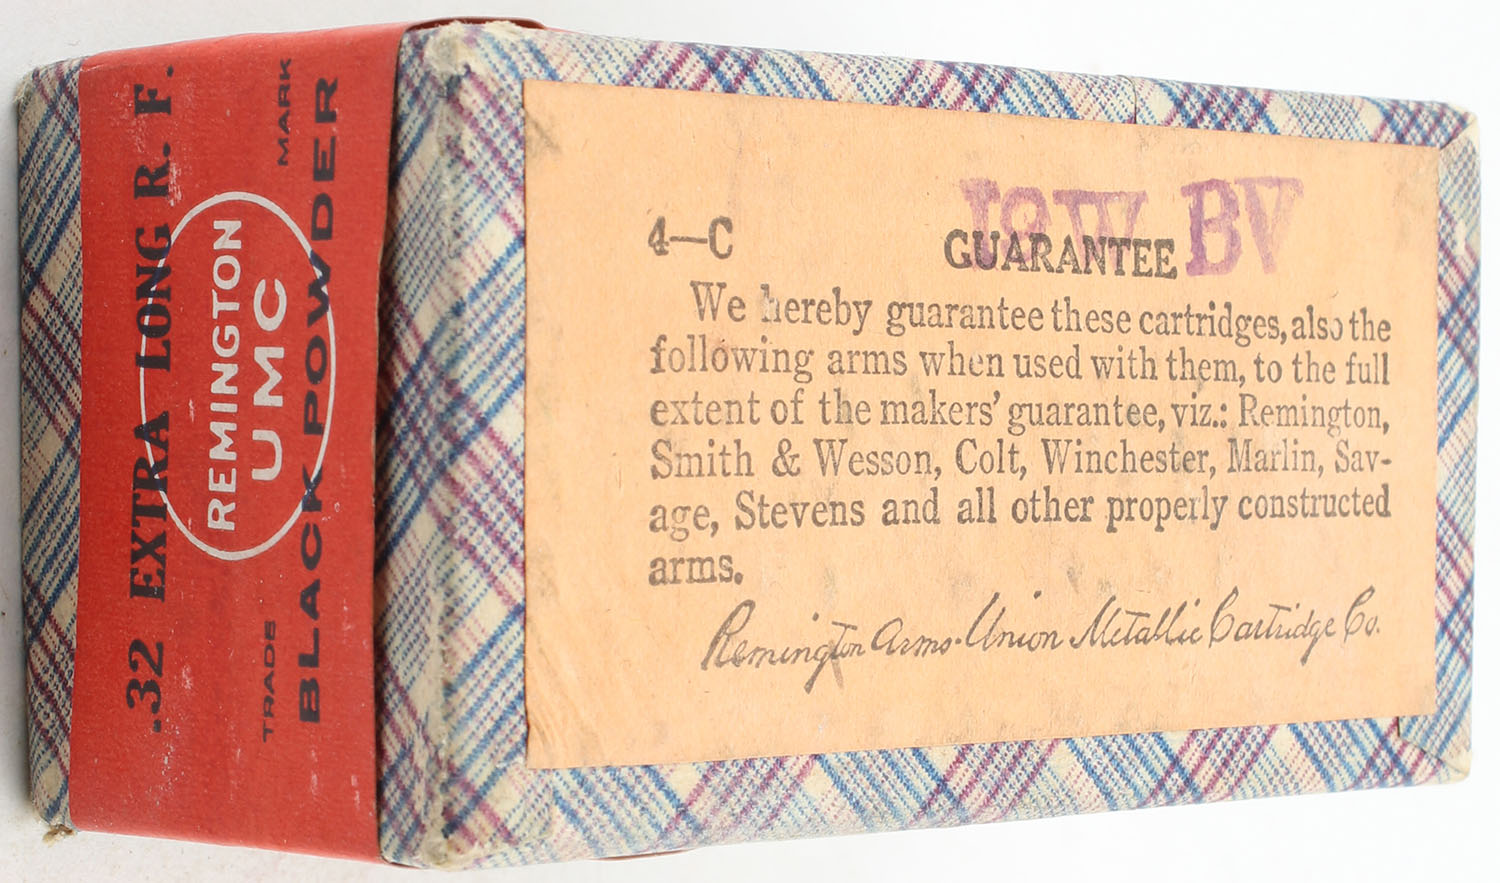 .32 EXTRA LONG R. F.
REMINGTON
UMC
TRADE MARK
BLACK POWDER
BV
4—C
GUARANTEE
We hereby guarantee these cartridges, also the
following arms when used with them, to the full
extent of the makers' guarantee, viz.: Remington,
Smith & Wesson, Colt, Winchester, Marlin, Sav-
age, Stevens and all other properly constructed
arms.
Remington Arms-Union Metallic Cartridge Co.